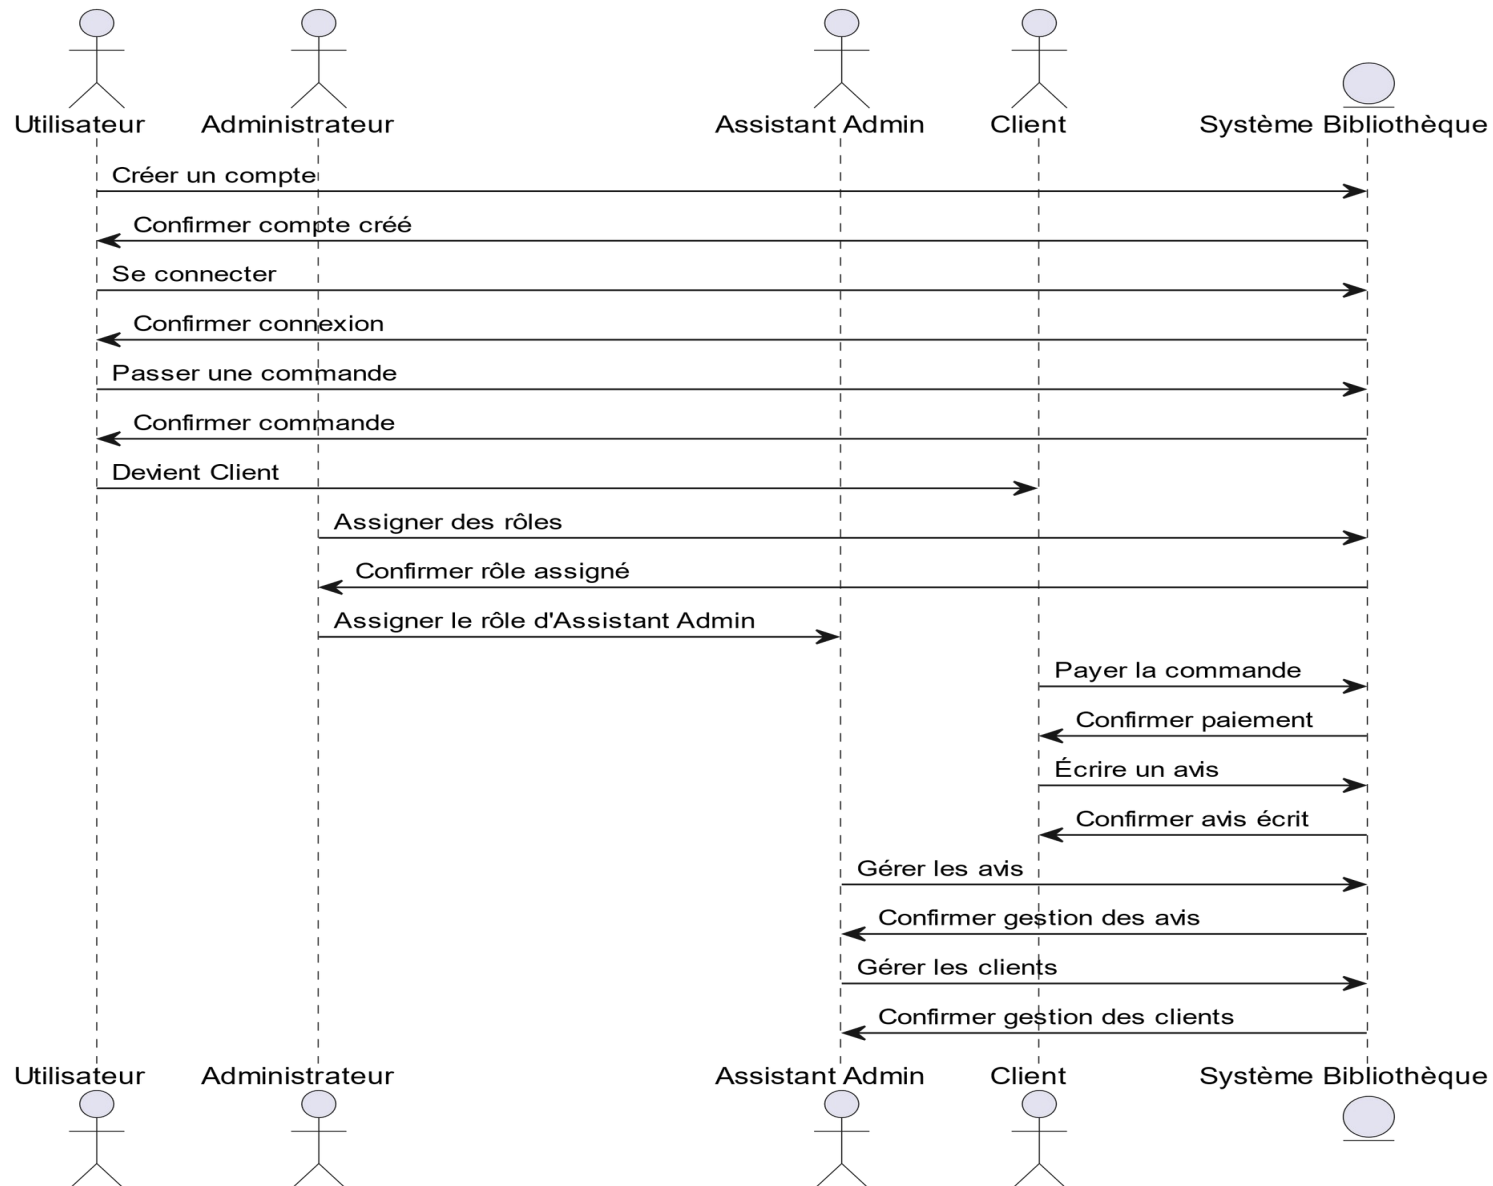 Utilisateur Administrateur Assistant Admin Client Système Bibliothèque
Créer un compte
Confirmer compte créé
Se connecter
Confirmer connexion
Passer une commande
Confirmer commande
Devient Client
Assigner des rôles
Confirmer rôle assigné
Assigner le rôle d'Assistant Admin
Payer la commande
Confirmer paiement
Écrire un avis
Confirmer avis écrit
Gérer les avis
Confirmer gestion des avis
Gérer les clients
Confirmer gestion des clients
Utilisateur Administrateur Assistant Admin Client Système Bibliothèque